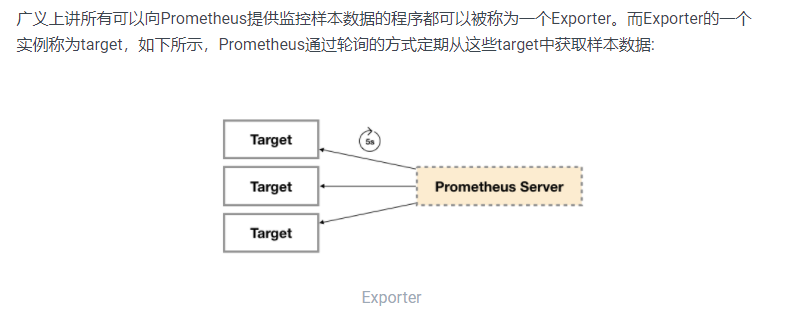 广义上讲所有可以向Prometheus提供监控样本数据的程序都可以被称为一个Exporter。而Exporter的一个
实例称为target，如下所示，Prometheus通过轮询的方式定期从这些target中获取样本数据:
Target
5s
Target
Prometheus Server
Target
Exporter